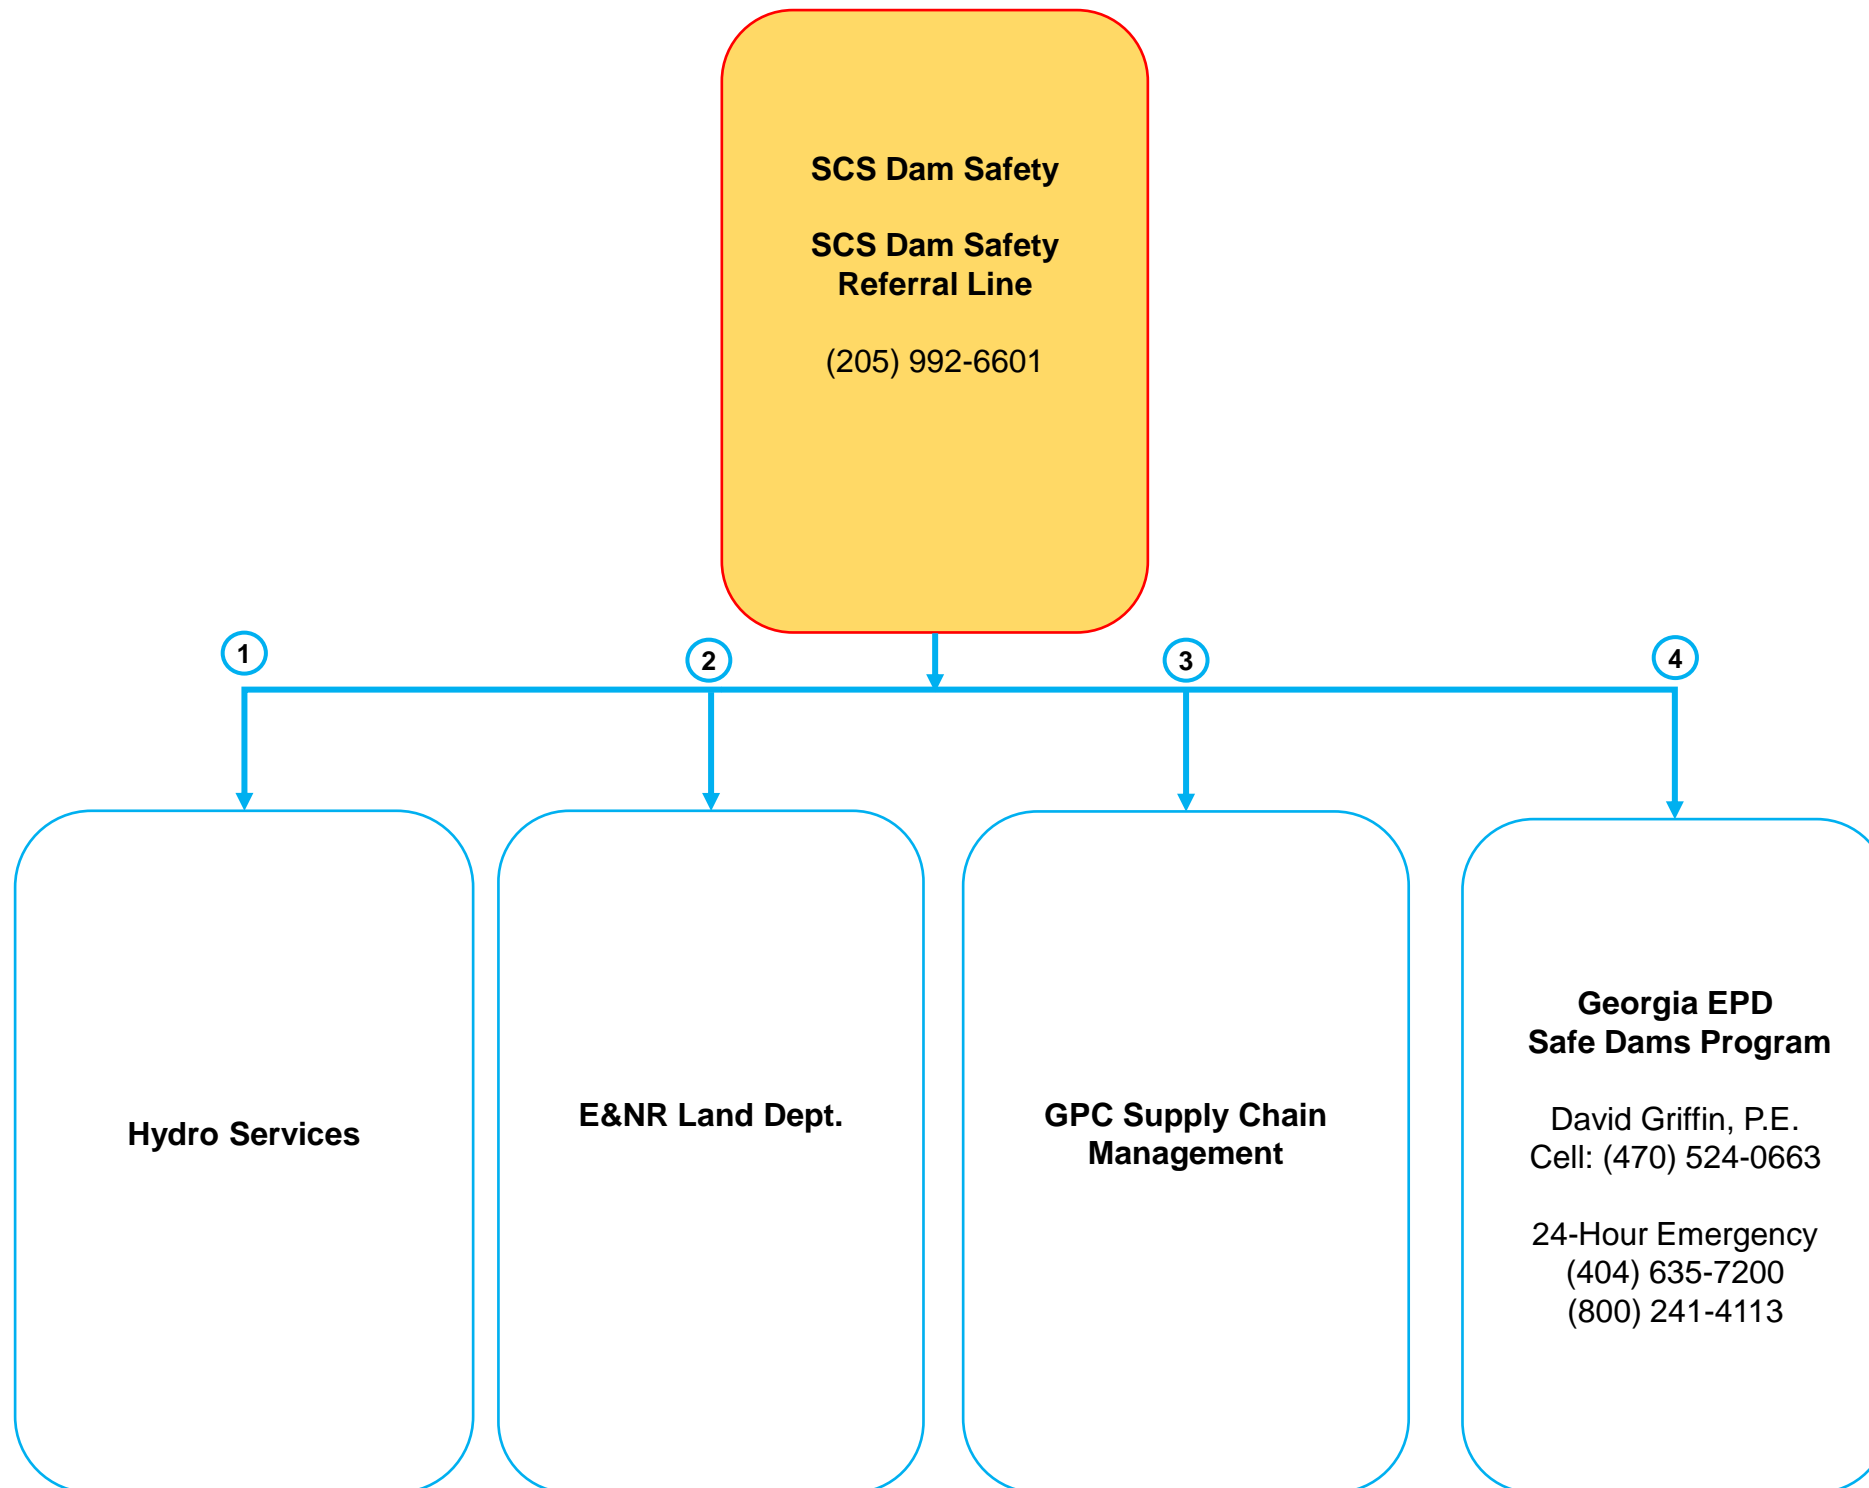 SCS Dam Safety
SCS Dam Safety
Referral Line
(205) 992-6601
1
2
3
4
Hydro Services
E&NR Land Dept.
GPC Supply Chain
Management
Georgia EPD
Safe Dams Program
David Griffin, P.E.
Cell: (470) 524-0663
24-Hour Emergency
(404) 635-7200
(800) 241-4113